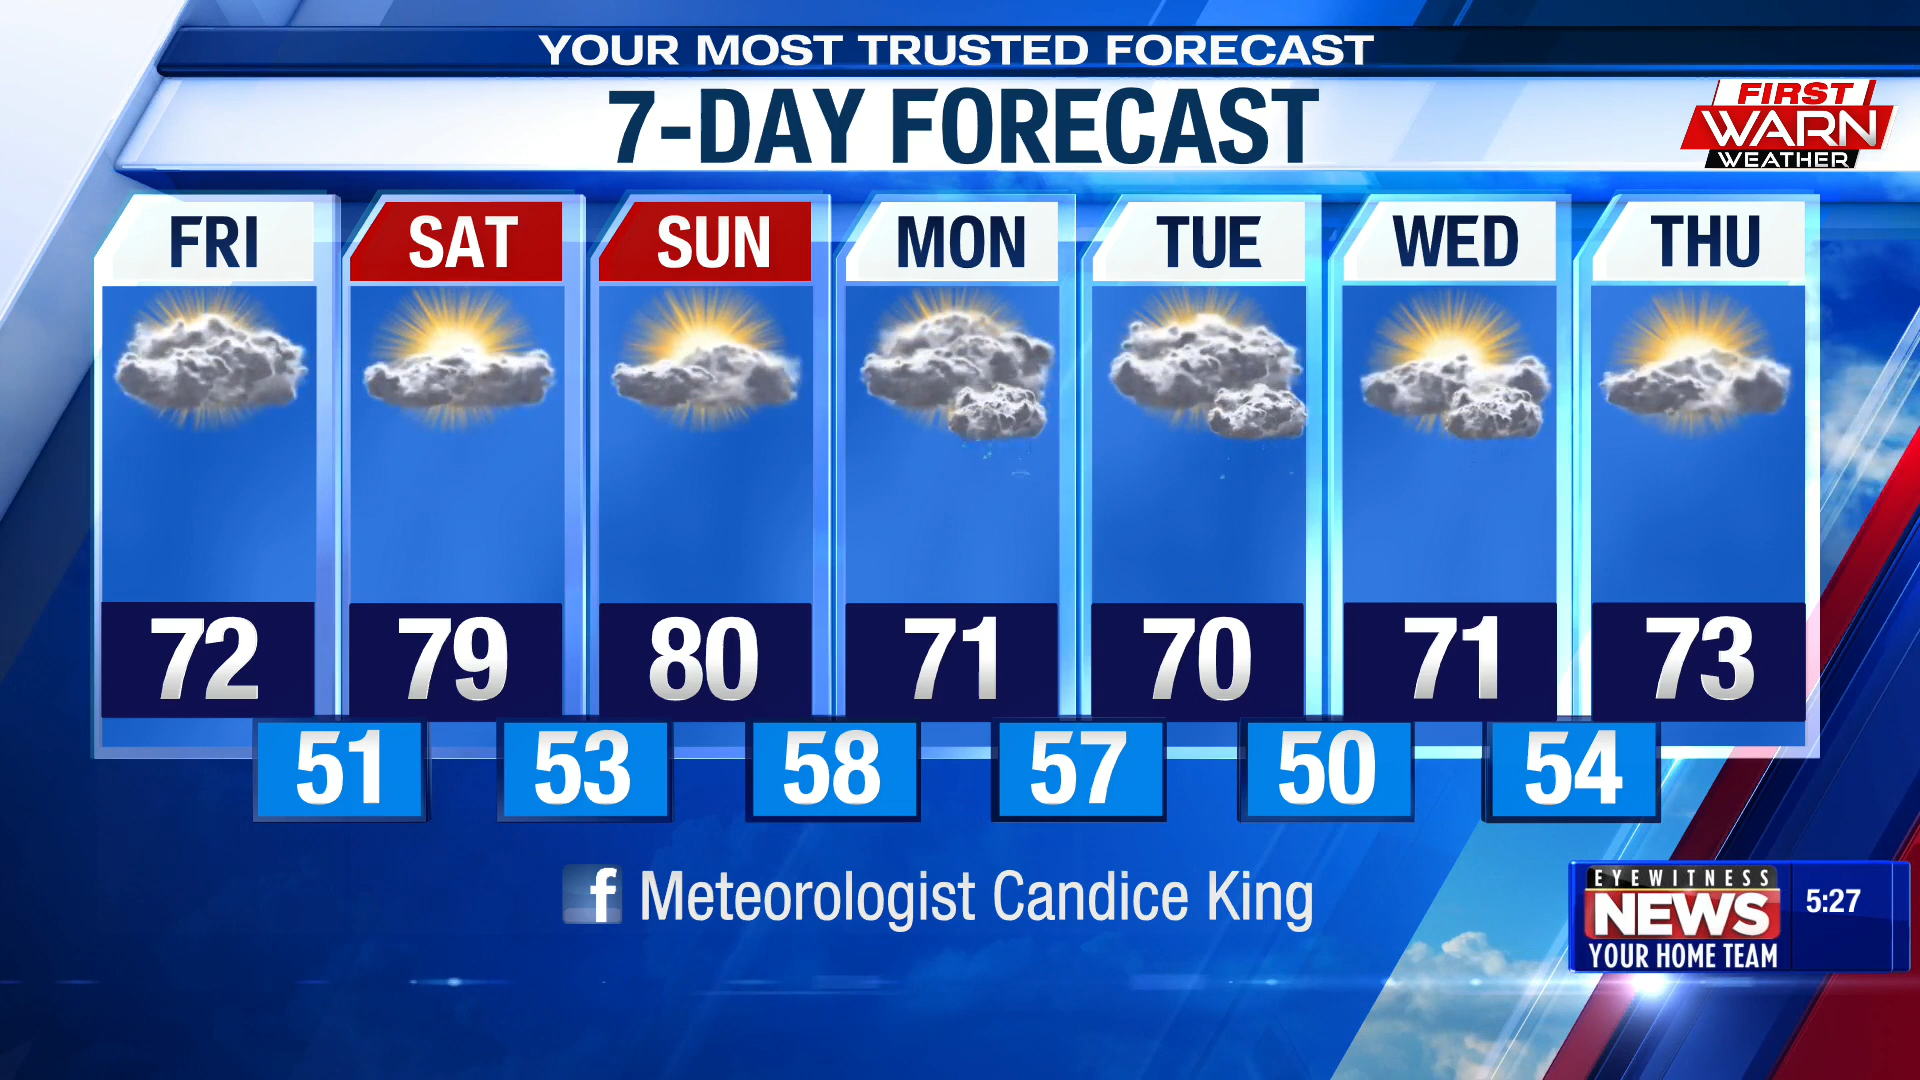 YOUR MOST TRUSTED FORECAST
7-DAY FORECAST
FIRST
WARN
WEATHER
FRI SAT SUN MON TUE WED THU
72 79 80 71 70 71 73
51 53 58 57 50 54
f Meteorologist Candice King
EYEWITNESS
NEWS
YOUR HOME TEAM
5:27